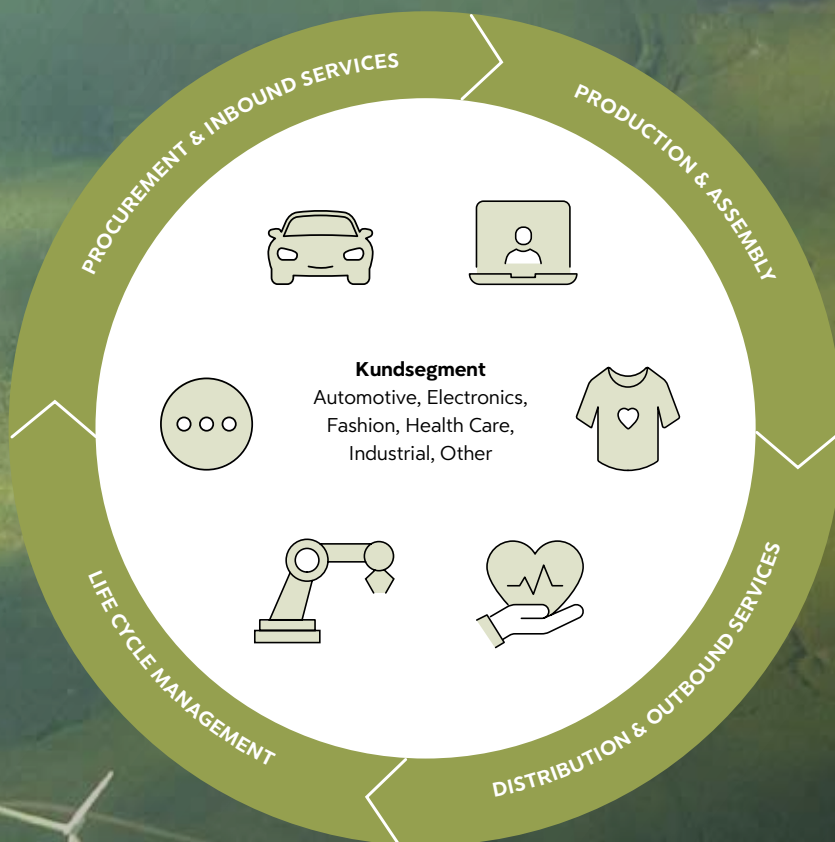 PROCUREMENT & INBOUND SERVICES
PRODUCTION & ASSEMBLY
Kundsegment
Automotive, Electronics,
Fashion, Health Care,
Industrial, Other
LIFE CYCLE MANAGEMENT
DISTRIBUTION & OUTBOUND SERVICES